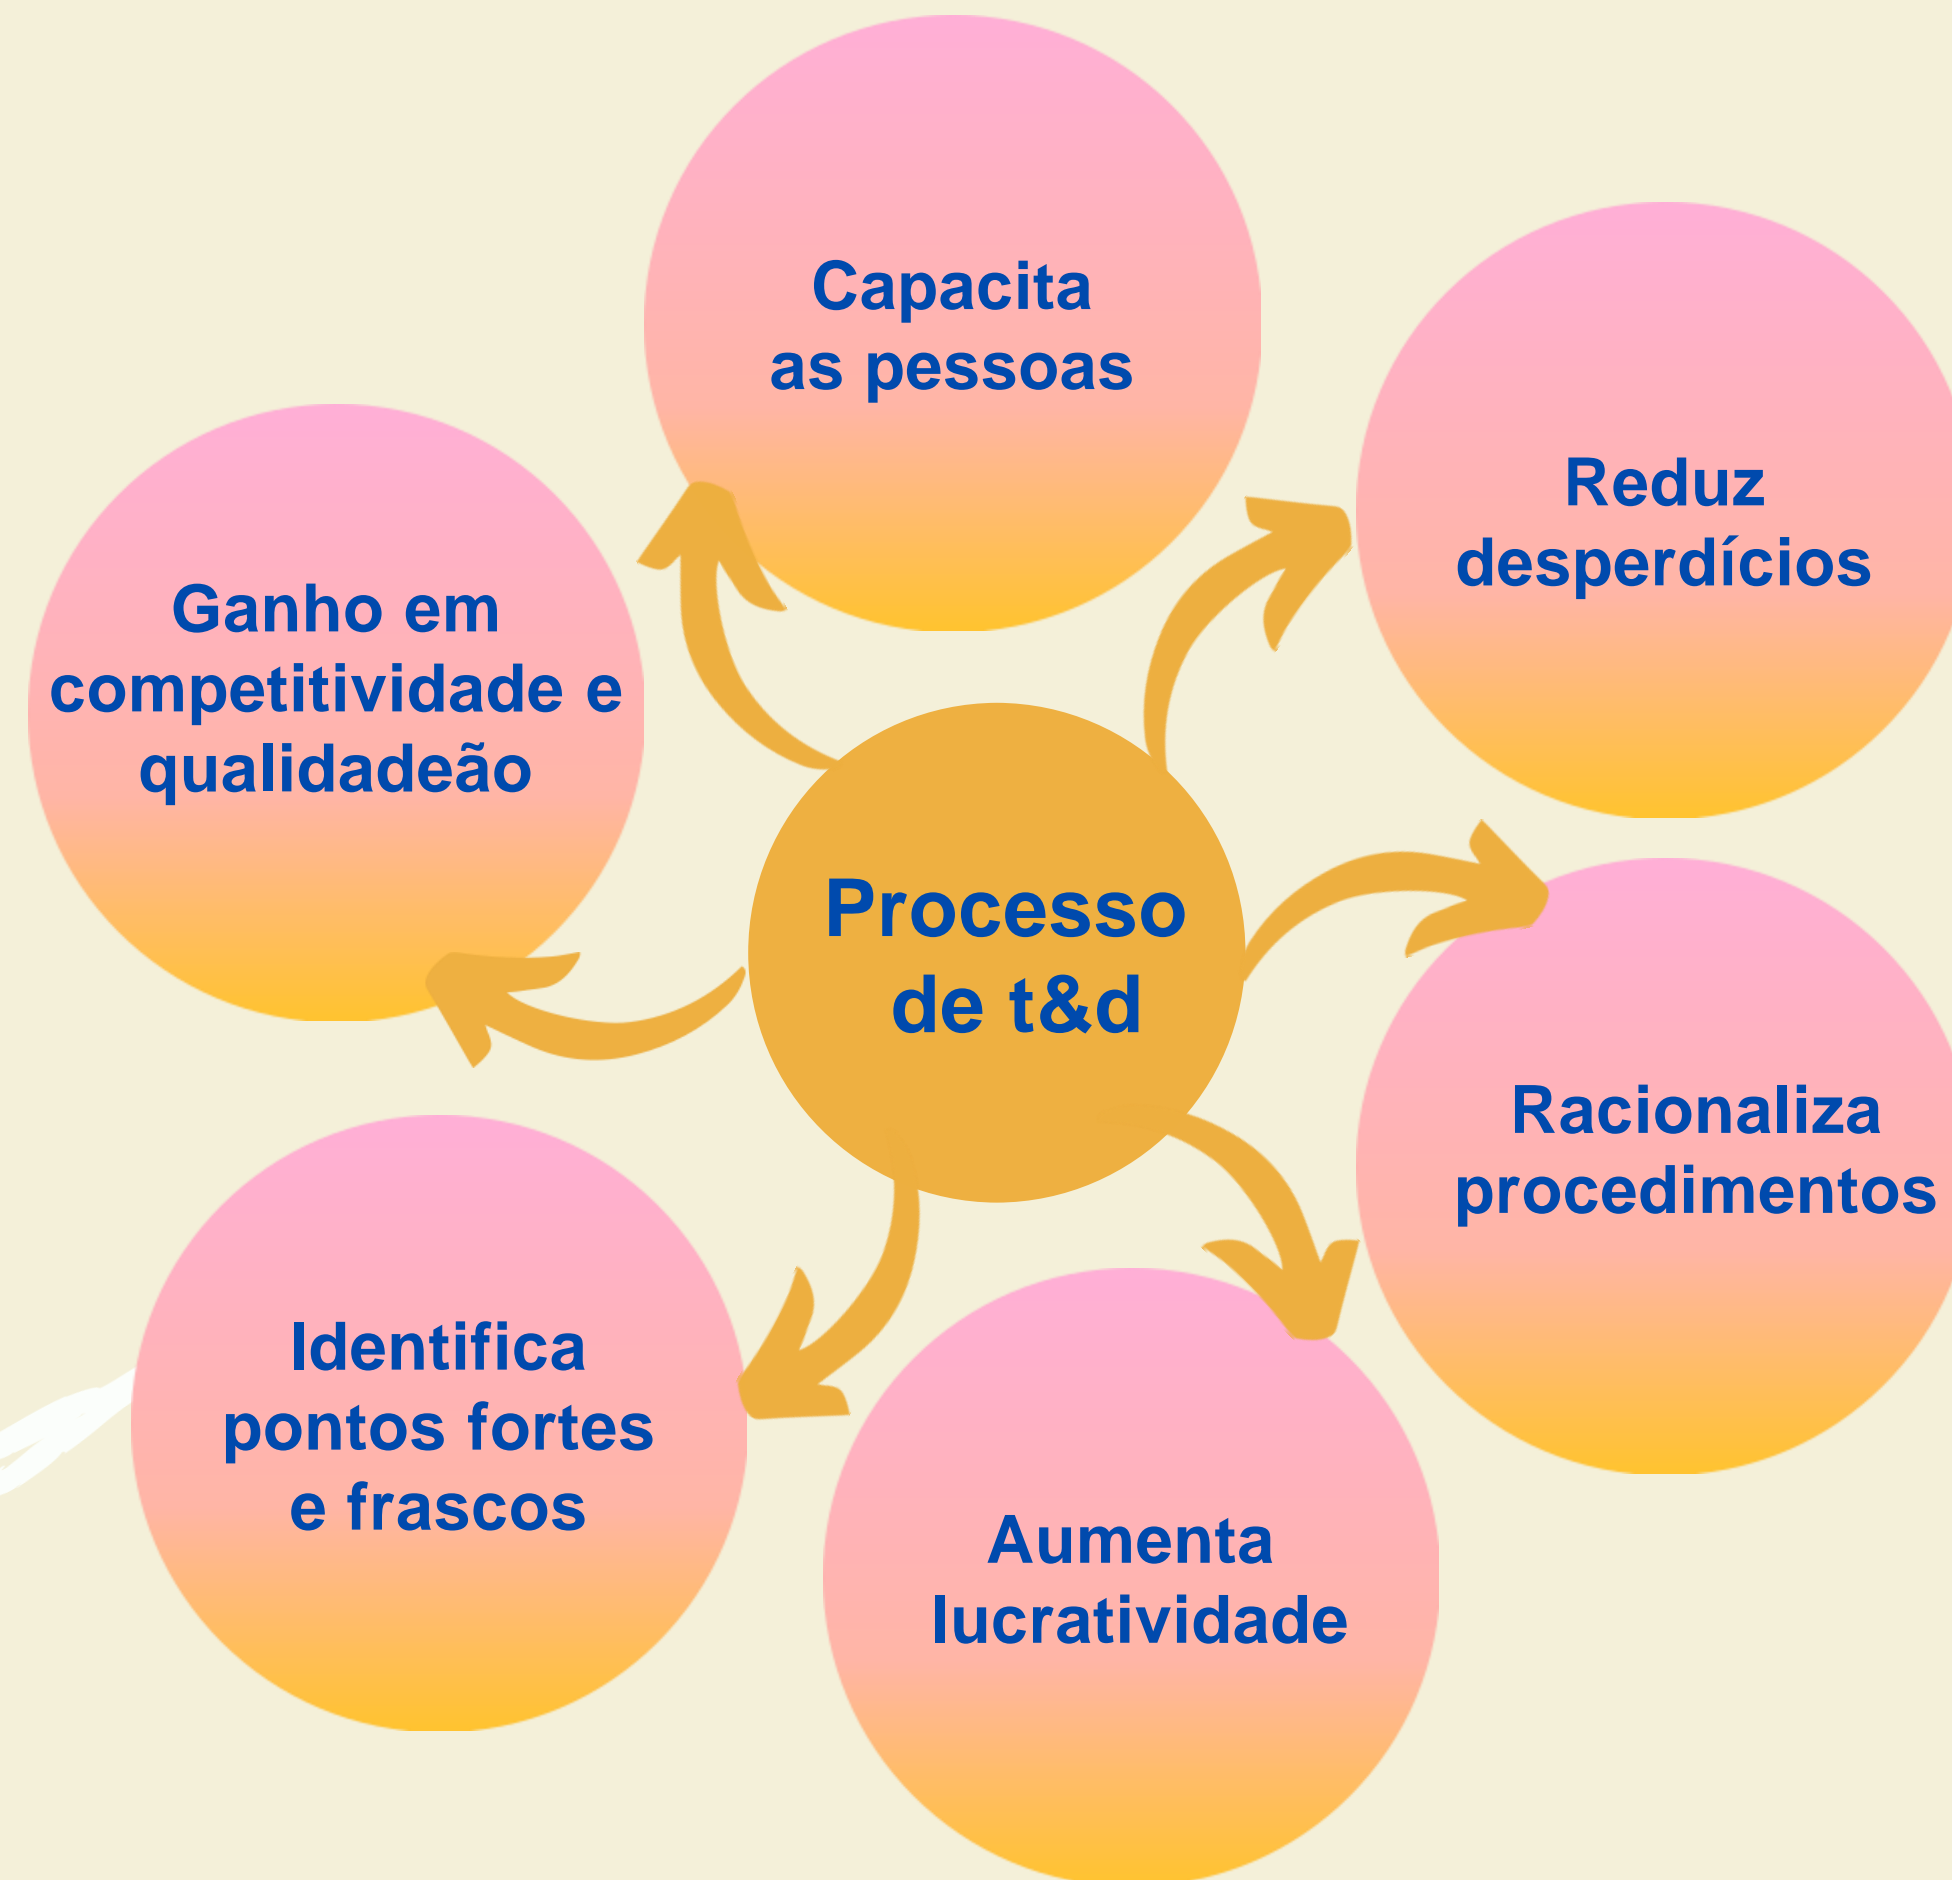 Capacita
as pessoas
Reduz
desperdícios
Ganho em
competitividade e
qualidadeão
Processo
de t&d
Racionaliza
procedimentos
Identifica
pontos fortes
e frascos
Aumenta
lucratividade